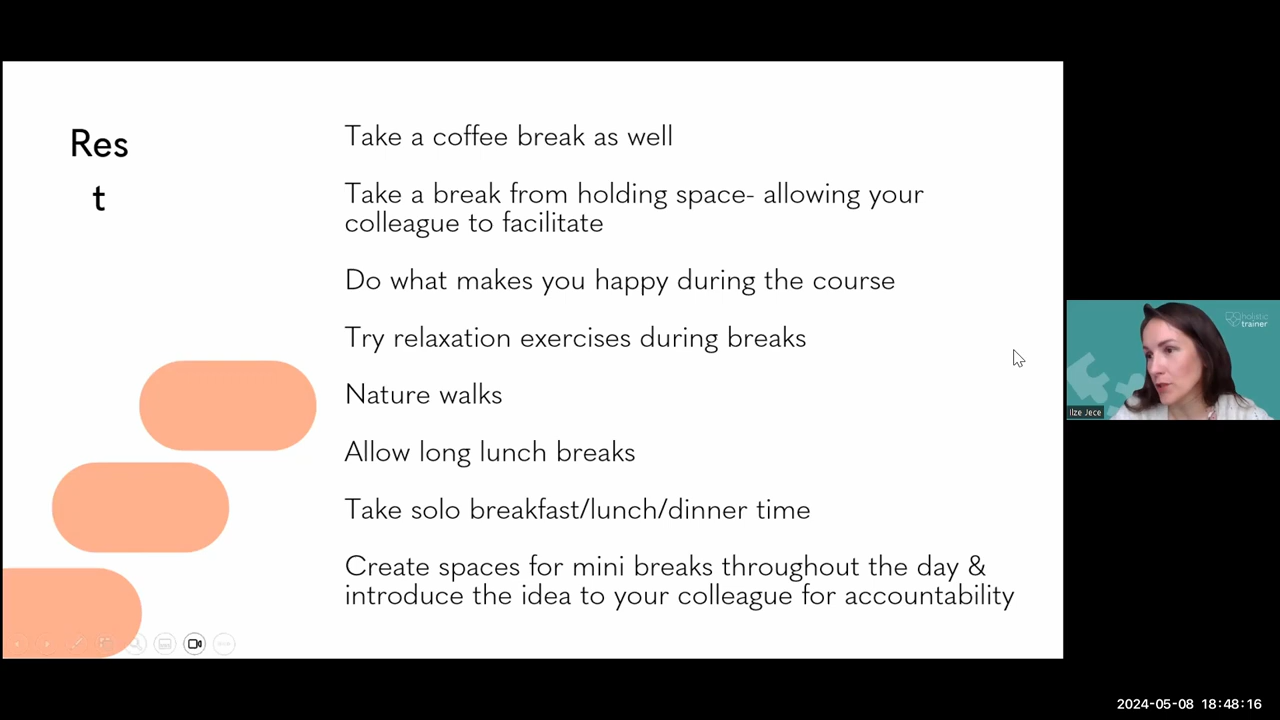 Res
t
Take a coffee break as well
Take a break from holding space- allowing your
colleague to facilitate
Do what makes you happy during the course
Try relaxation exercises during breaks
Nature walks
Allow long lunch breaks
Take solo breakfast/lunch/dinner time
Create spaces for mini breaks throughout the day &
introduce the idea to your colleague for accountability
holistic
trainer
Ilze Jece
2024-05-08 18:48:16